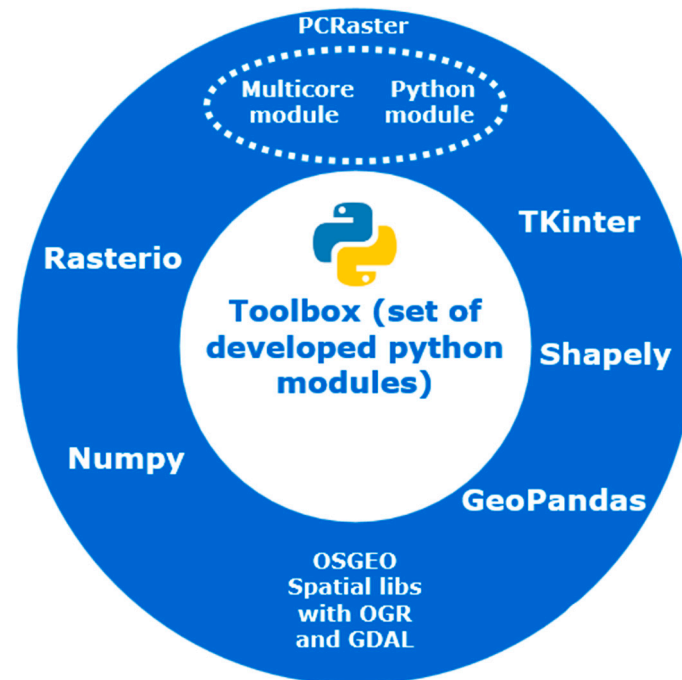 PCRaster
Multicore module
Python module
TKinter
Rasterio
Toolbox (set of
developed python
modules)
Shapely
Numpy
GeoPandas
OSGEO
Spatial libs
with OGR
and GDAL